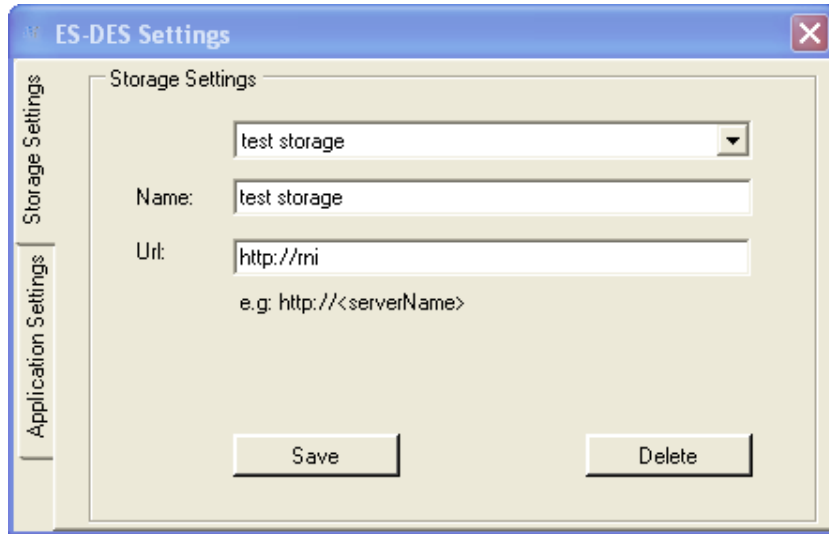 ES-DES Settings
Storage Settings
Application Settings
Storage Settings
test storage
Name: test storage
Url: http://rni
e.g: http://<serverName>
Save Delete